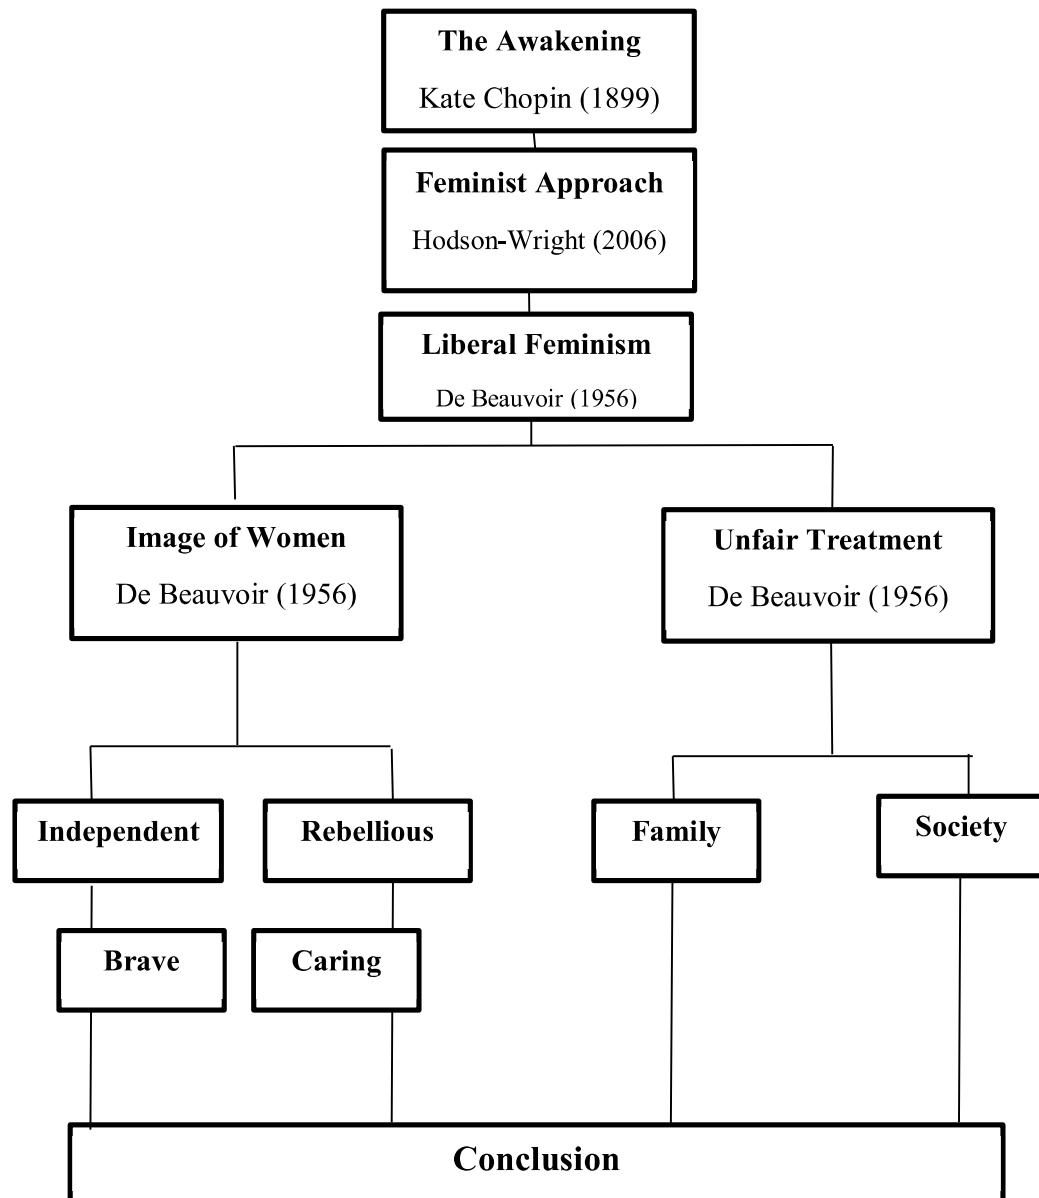 The Awakening
Kate Chopin (1899)
Feminist Approach
Hodson-Wright (2006)
Liberal Feminism
De Beauvoir (1956)
Image of Women
De Beauvoir (1956)
Unfair Treatment
De Beauvoir (1956)
Independent
Rebellious
Family
Society
Brave
Caring
Conclusion